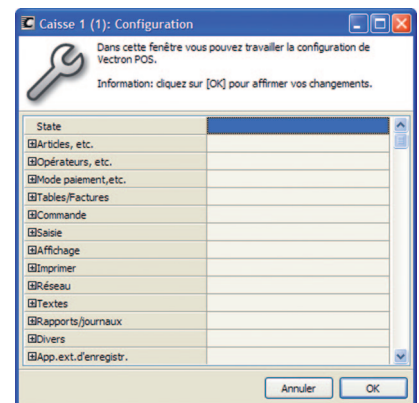 Caisse 1 (1): Configuration
Dans cette fenêtre vous pouvez travailler la configuration de
Vectron POS.
Information: cliquez sur [OK] pour affirmer vos changements.
State
Articles, etc.
Opérateurs, etc.
Mode paiement,etc.
Tables/Factures
Commande
Saisie
Affichage
Imprimer
Réseau
Textes
Rapports/journaux
Divers
App.ext.d'enregistr.
Annuler OK